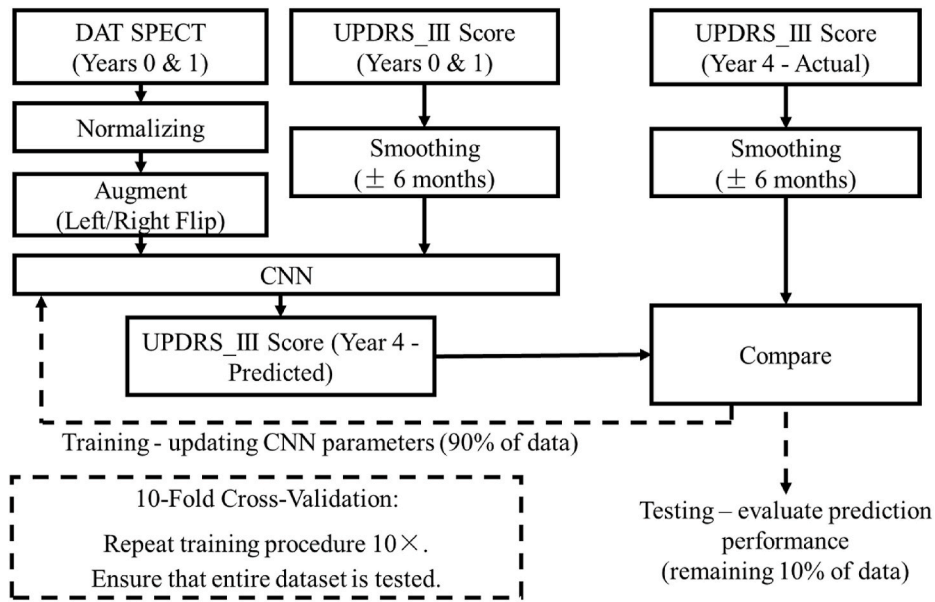 DAT SPECT
(Years 0 & 1)
UPDRS_III Score
(Years 0 & 1)
UPDRS_III Score
(Year 4 - Actual)
Normalizing
Smoothing
(± 6 months)
Smoothing
(± 6 months)
Augment
(Left/Right Flip)
CNN
UPDRS_III Score (Year 4 -
Predicted)
Compare
Training - updating CNN parameters (90% of data)
10-Fold Cross-Validation:
Repeat training procedure 10×.
Ensure that entire dataset is tested.
Testing – evaluate prediction
performance
(remaining 10% of data)